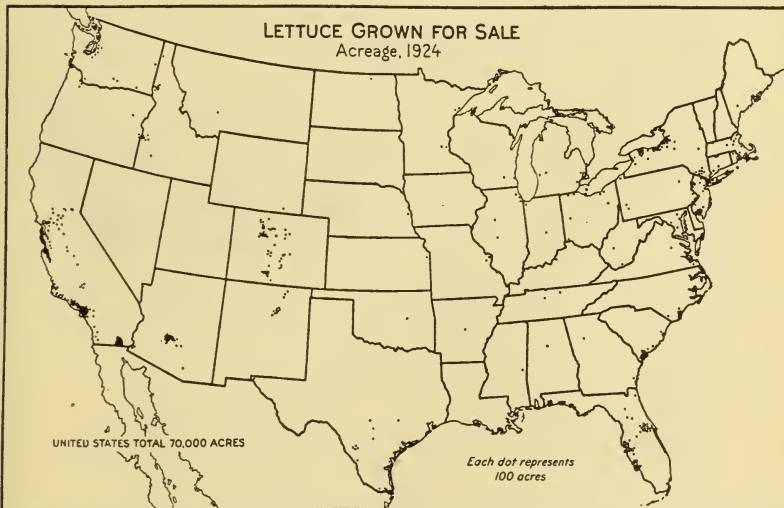 LETTUCE GROWN FOR SALE
Acreage, 1924
UNITED STATES TOTAL 70,000 ACRES
Each dot represents
100 acres